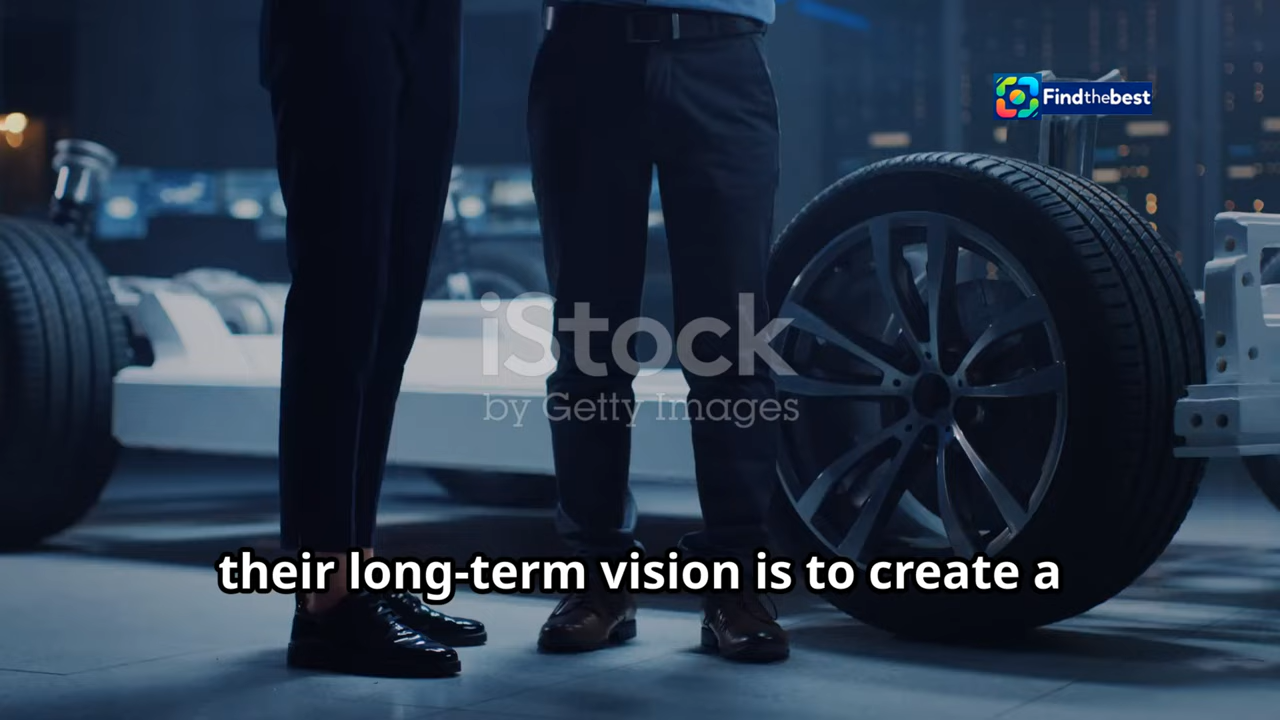 Findthebest
iStock
by Getty Images
their long-term vision is to create a